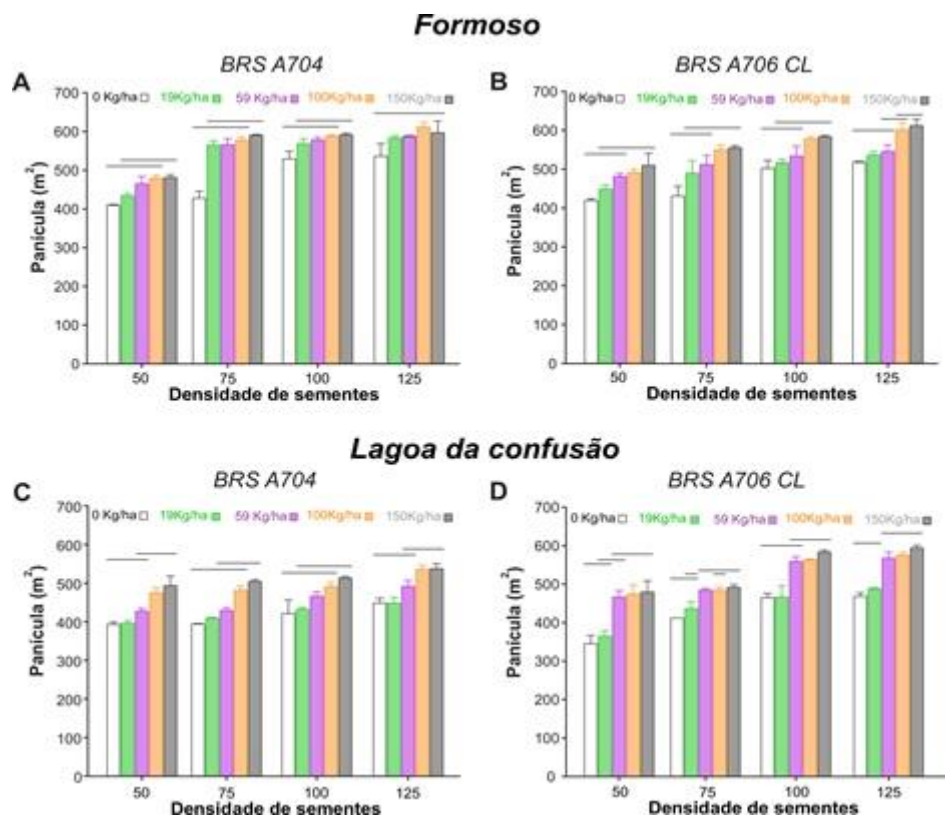 Formoso
A
BRS A704
0 Kg/ha 19Kg/ha 59 Kg/ha 100Kg/ha 150Kg/ha
Panícula (m²)
700
600
500
400
300
200
100
0
50 75 100 125
Densidade de sementes
B
BRS A706 CL
0 Kg/ha 19Kg/ha 59 Kg/ha 100Kg/ha 150Kg/ha
Panícula (m²)
700
600
500
400
300
200
100
0
50 75 100 125
Densidade de sementes
Lagoa da confusão
C
BRS A704
0 Kg/ha 19Kg/ha 59 Kg/ha 100Kg/ha 150Kg/ha
Panícula (m²)
700
600
500
400
300
200
100
0
50 75 100 125
Densidade de sementes
D
BRS A706 CL
0 Kg/ha 19Kg/ha 59 Kg/ha 100Kg/ha 150Kg/ha
Panícula (m²)
700
600
500
400
300
200
100
0
50 75 100 125
Densidade de sementes